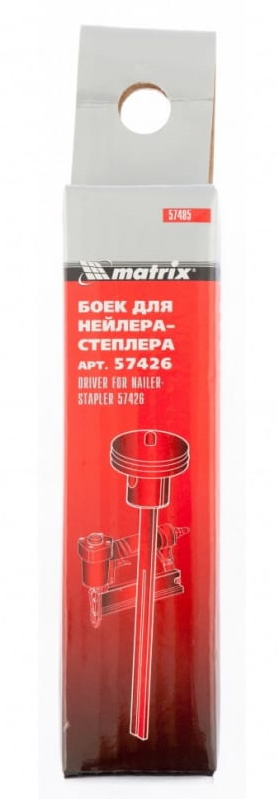 57485
matrix
БОЕК ДЛЯ
НЕЙЛЕРА-
СТЕПЛЕРА
АРТ. 57426
DRIVER FOR NAILER-
STAPLER 57426